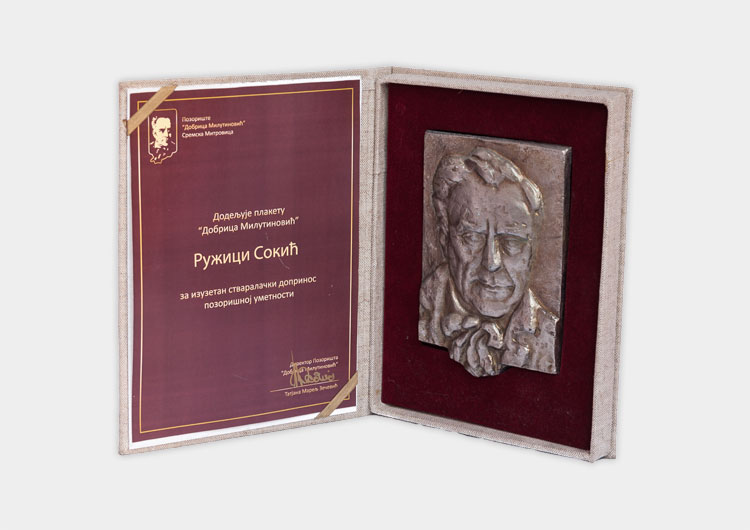 Позориште
“Добрица Милутиновић”
Сремска Митровица
Додељује плакету
“Добрица Милутиновић”
Ружици Сокић
за изузетан стваралачки допринос
позоришној уметности
Директор Позориште
“Добрица Милутиновић”
Татјана Марељ Зечевић